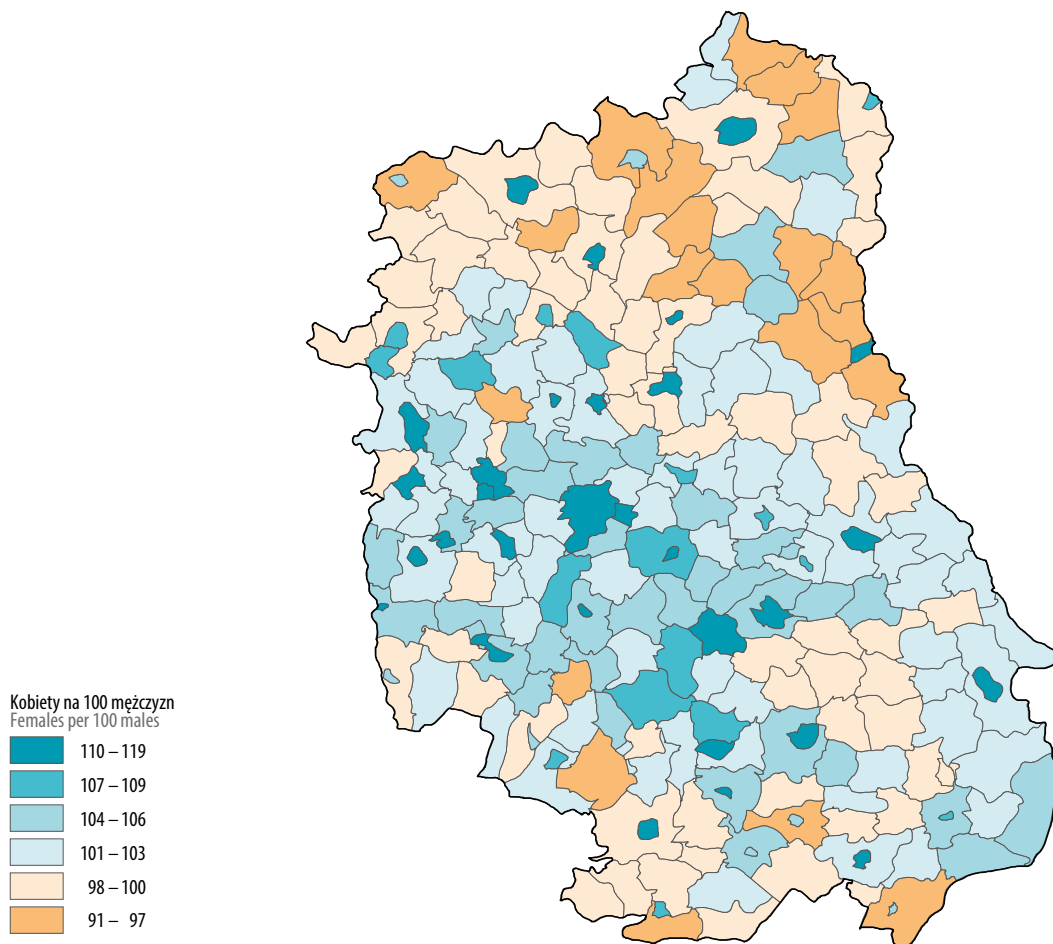 Kobiety na 100 mężczyzn
Females per 100 males
110 – 119
107 – 109
104 – 106
101 – 103
98 – 100
91 – 97